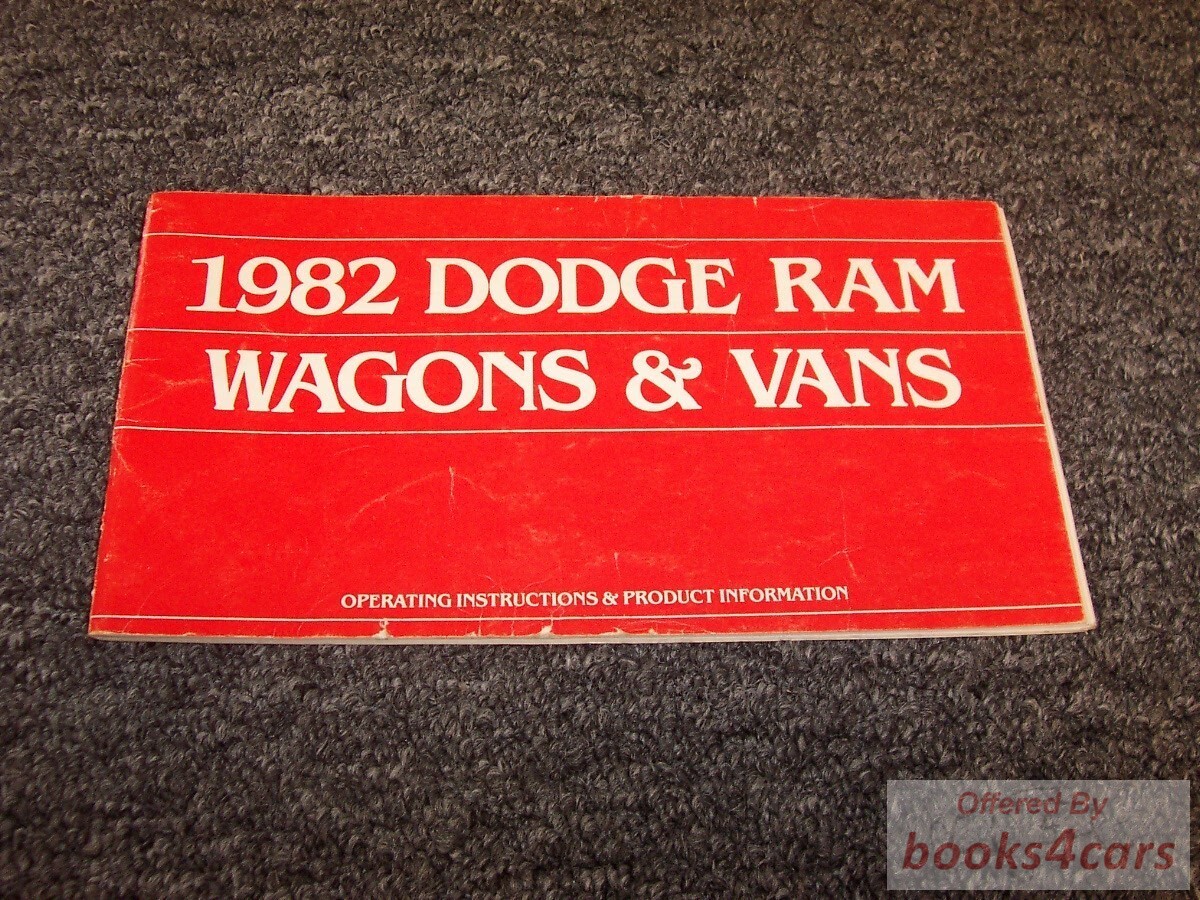 1982 DODGE RAM
WAGONS & VANS
OPERATING INSTRUCTIONS & PRODUCT INFORMATION
Offered By
books4cars